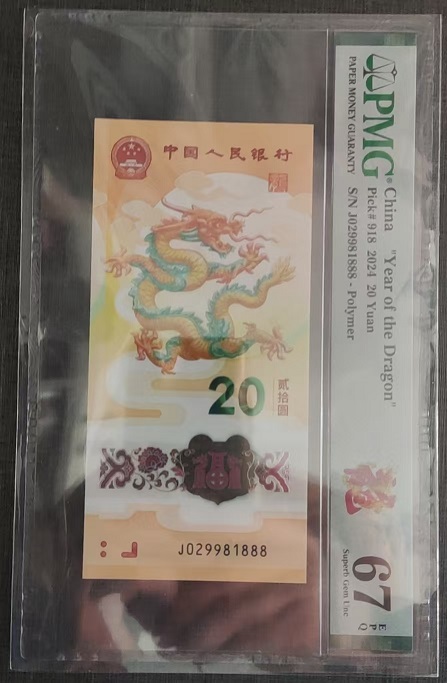 中国人民银行
20
贰拾圆
J029981888
PMG
PAPER MONEY GUARANTY
China "Year of the Dragon"
Pick# 918 2024 20 Yuan
S/N J029981888 - Polymer
67
EPQ
Superb Gem Unc